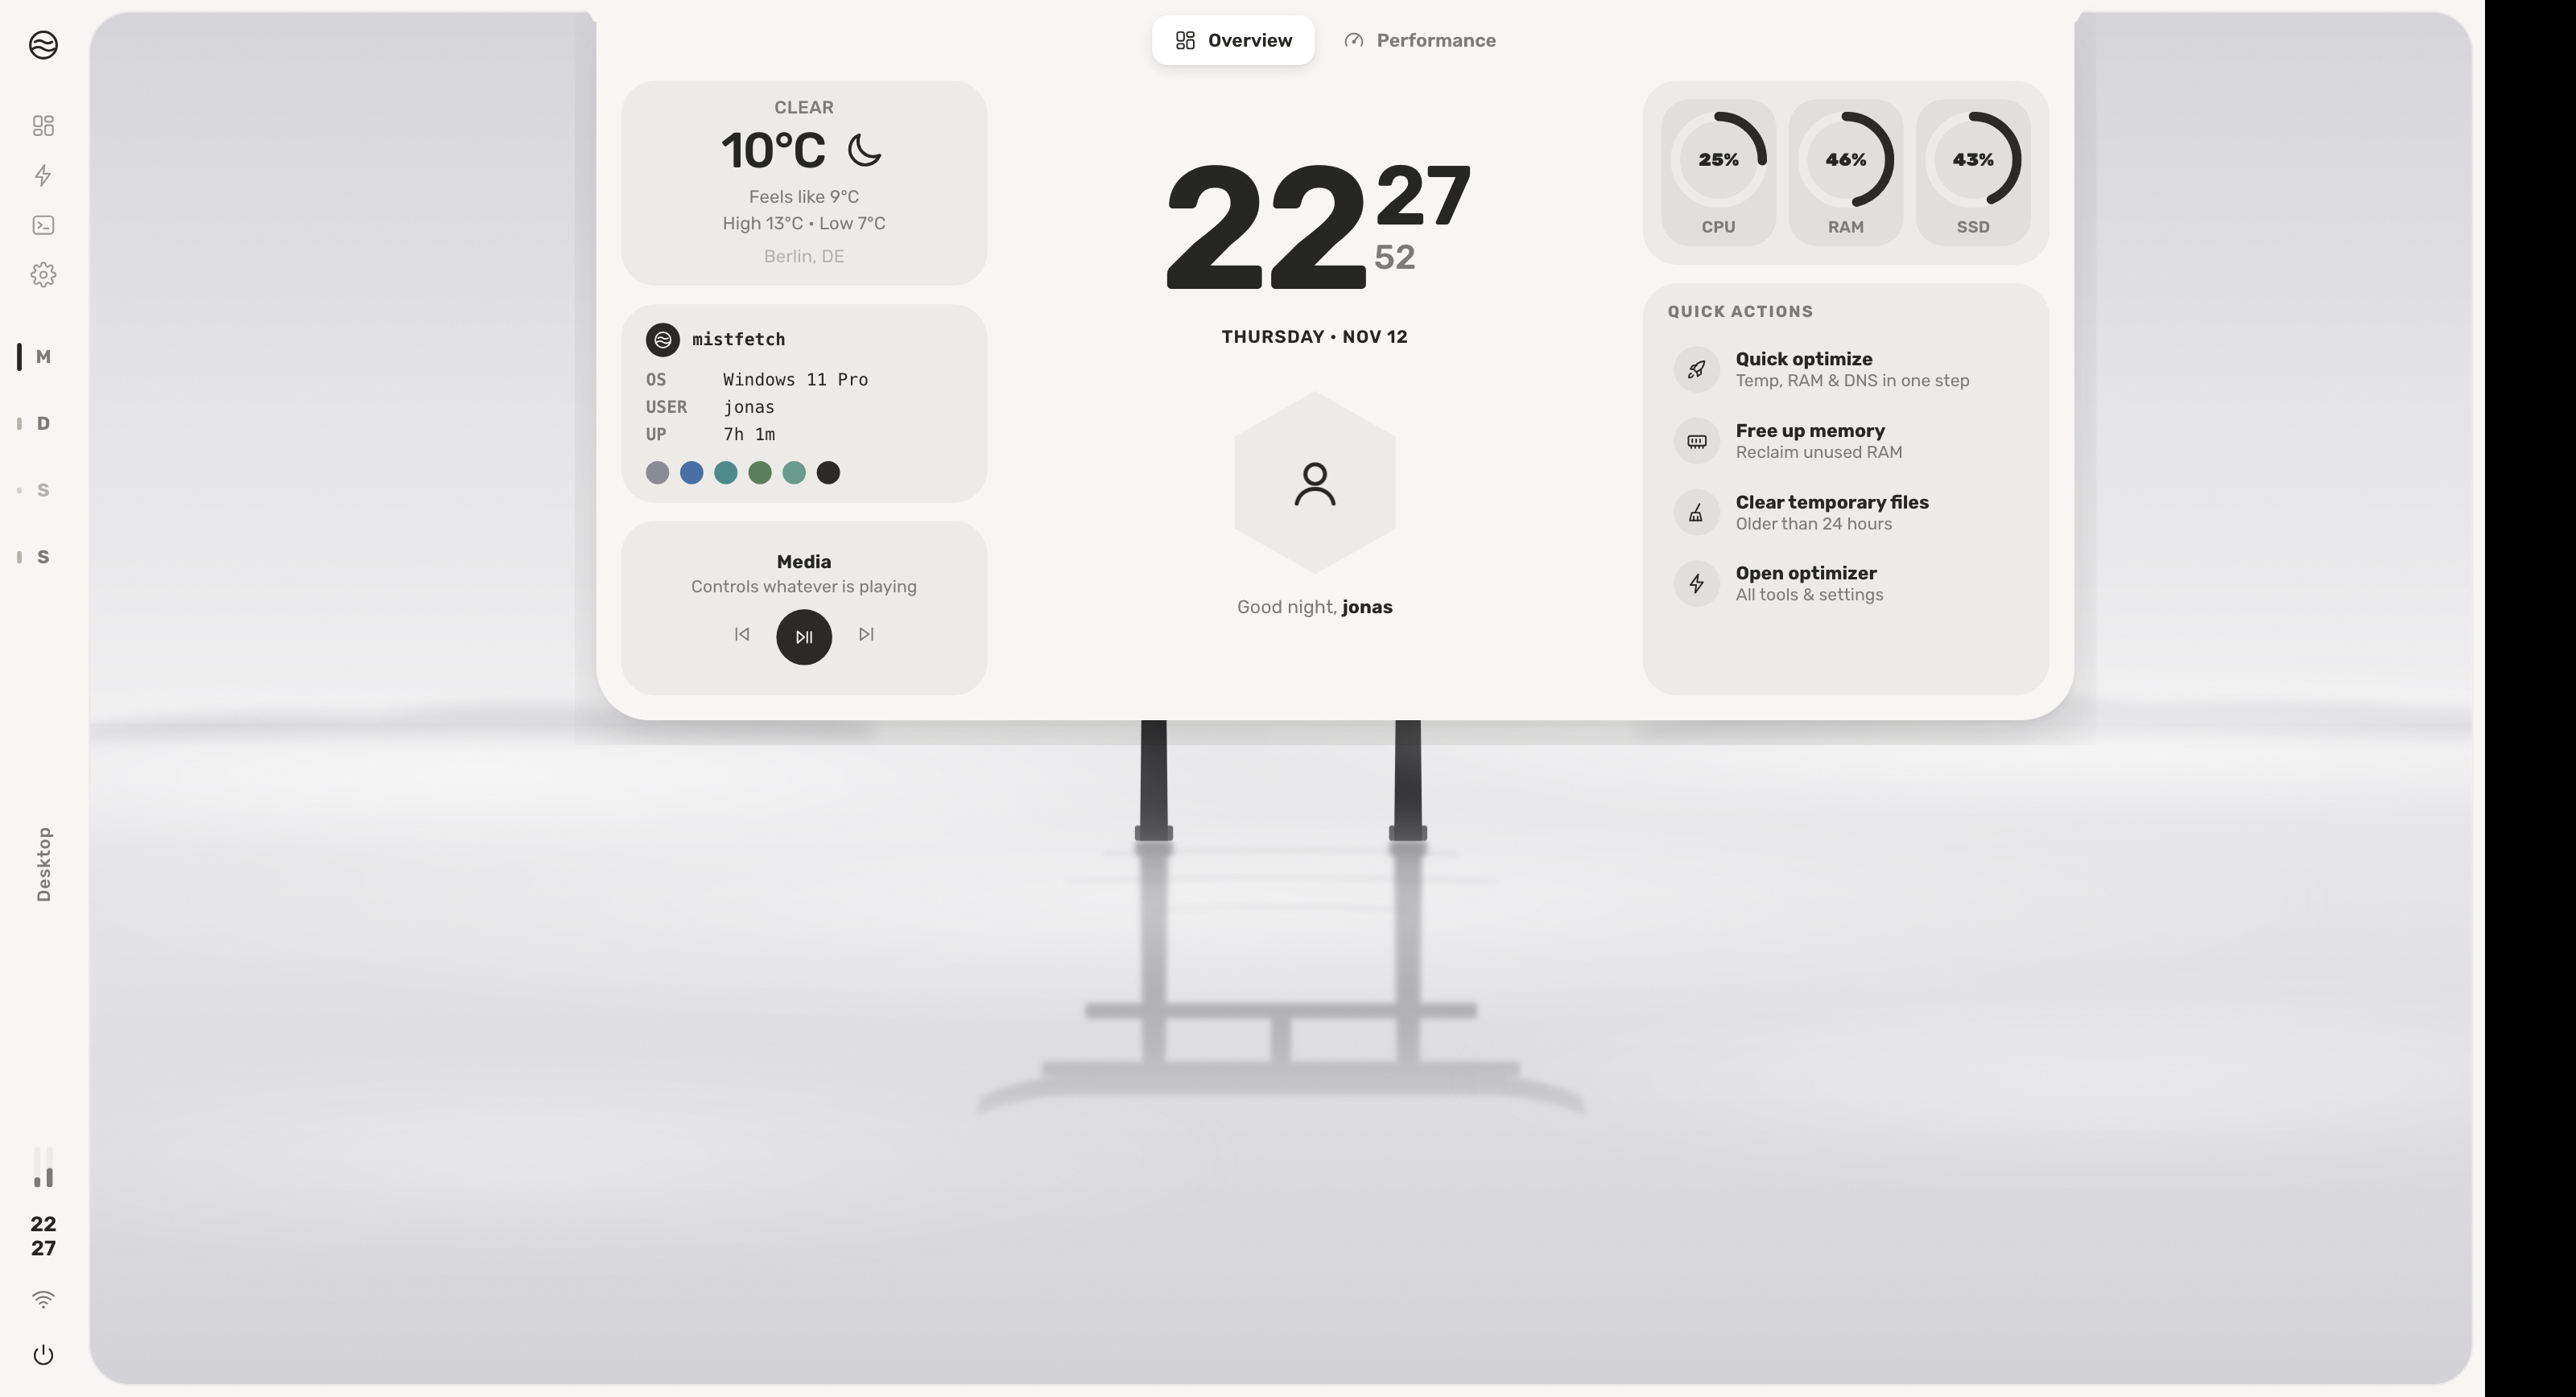 Overview
Performance
CLEAR
10°C
Feels like 9°C
High 13°C • Low 7°C
Berlin, DE
mistfetch
OS Windows 11 Pro
USER jonas
UP 7h 1m
Media
Controls whatever is playing
22 27
52
THURSDAY • NOV 12
Good night, jonas
25%
CPU
46%
RAM
43%
SSD
QUICK ACTIONS
Quick optimize
Temp, RAM & DNS in one step
Free up memory
Reclaim unused RAM
Clear temporary files
Older than 24 hours
Open optimizer
All tools & settings
M
D
S
S
Desktop
22
27